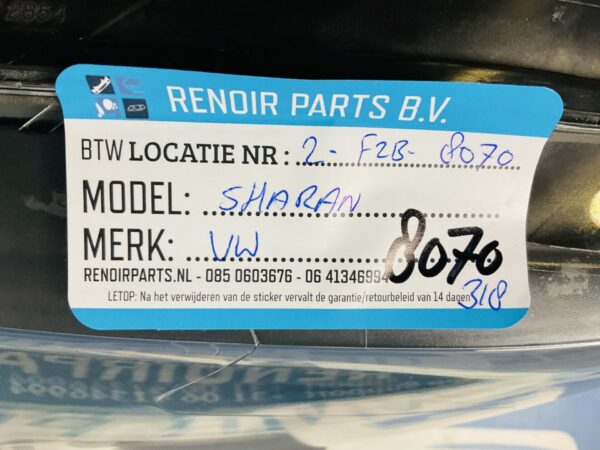 2864
RENOIR PARTS B.V.
BTW LOCATIE NR : 2 - F2B - 8070
MODEL: SHARAN
MERK: VW
8070
RENOIRPARTS.NL - 085 0603676 - 06 41346994
318
LETOP: Na het verwijderen van de sticker vervalt de garantie/retourbeleid van 14 dagen